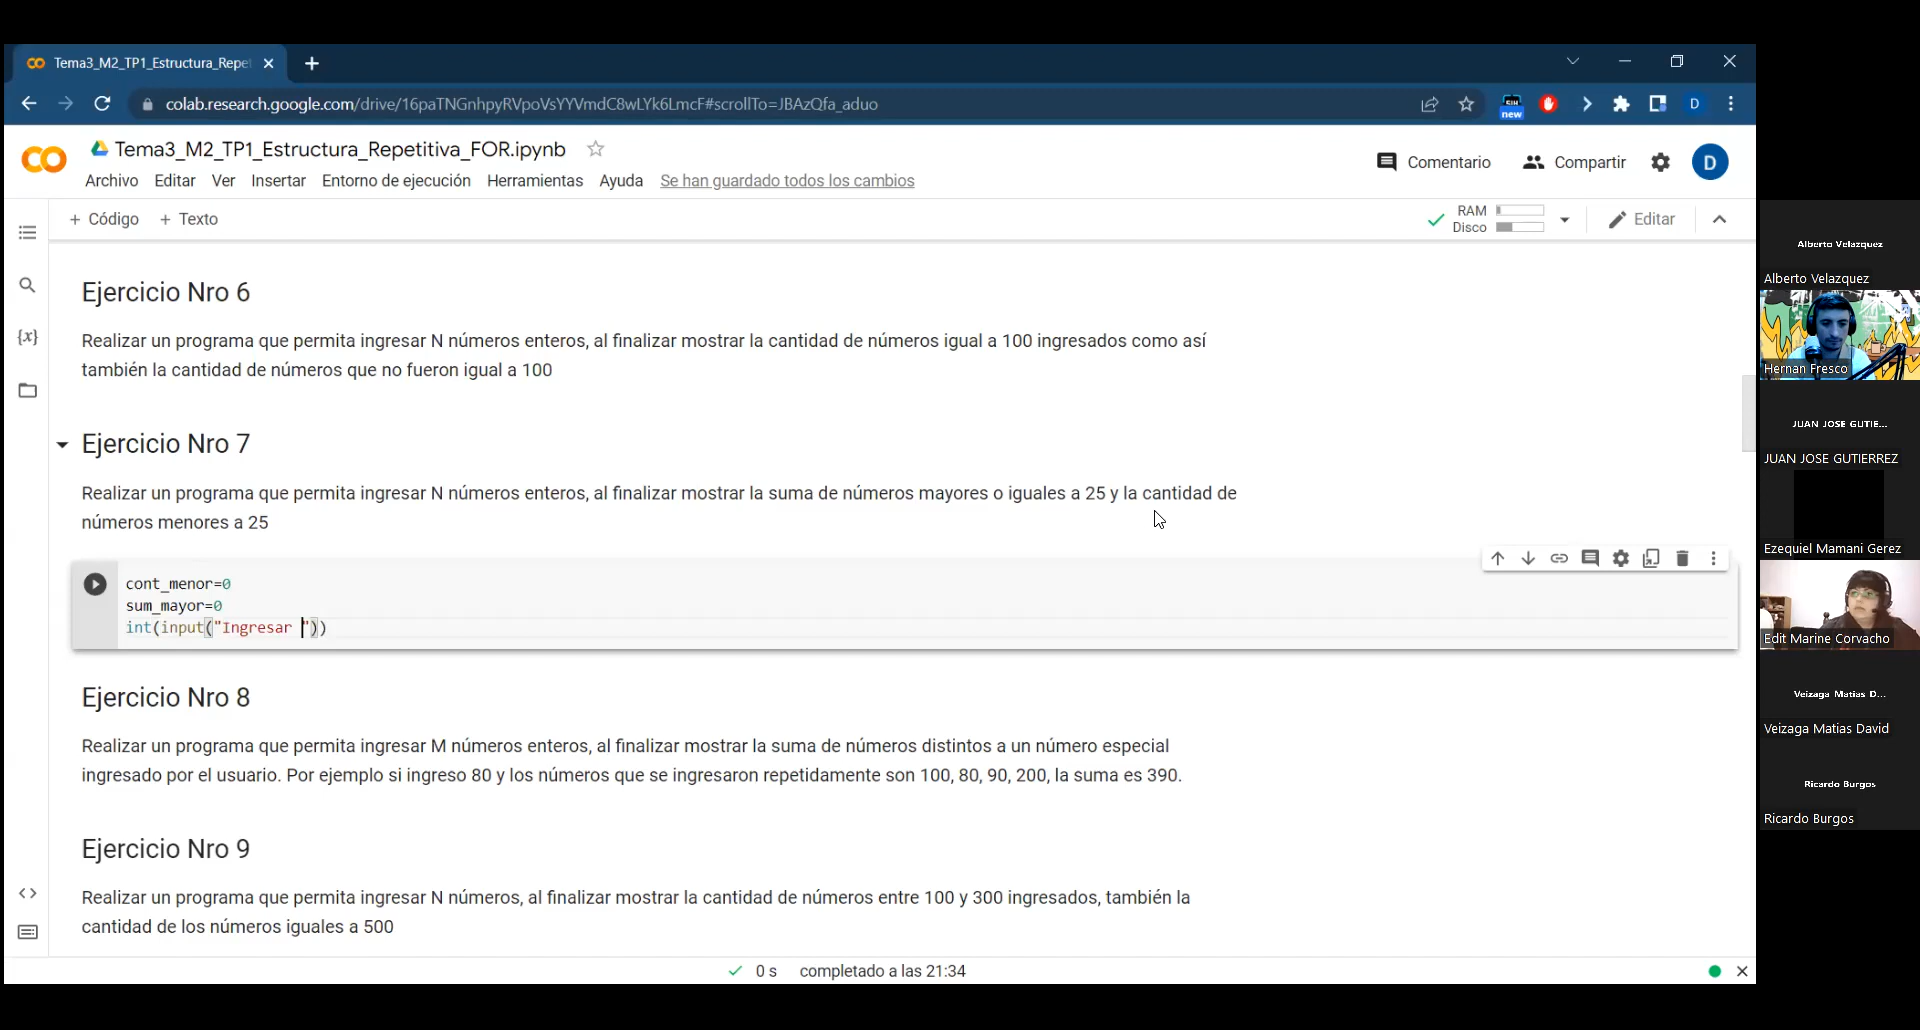 Tema3_M2_TP1_Estructura_Repe
colab.research.google.com/drive/16paTNGnhpyRVpoVsYYVmdC8wLYk6LmcF#scrollTo=JBAzQfa_aduo
new
D
Tema3_M2_TP1_Estructura_Repetitiva_FOR.ipynb
Comentario
Compartir
D
Archivo Editar Ver Insertar Entorno de ejecución Herramientas Ayuda Se han guardado todos los cambios
+ Código + Texto
RAM
Disco
Editar
Ejercicio Nro 6
Realizar un programa que permita ingresar N números enteros, al finalizar mostrar la cantidad de números igual a 100 ingresados como así
también la cantidad de números que no fueron igual a 100
Ejercicio Nro 7
Realizar un programa que permita ingresar N números enteros, al finalizar mostrar la suma de números mayores o iguales a 25 y la cantidad de
números menores a 25
cont_menor=0
sum_mayor=0
int(input("Ingresar "))
Ejercicio Nro 8
Realizar un programa que permita ingresar M números enteros, al finalizar mostrar la suma de números distintos a un número especial
ingresado por el usuario. Por ejemplo si ingreso 80 y los números que se ingresaron repetidamente son 100, 80, 90, 200, la suma es 390.
Ejercicio Nro 9
Realizar un programa que permita ingresar N números, al finalizar mostrar la cantidad de números entre 100 y 300 ingresados, también la
cantidad de los números iguales a 500
0 s completado a las 21:34
Alberto Velazquez
Alberto Velazquez
Hernan Fresco
JUAN JOSE GUTIE...
JUAN JOSE GUTIERREZ
Ezequiel Mamani Gerez
Edit Marine Corvacho
Veizaga Matias D...
Veizaga Matias David
Ricardo Burgos
Ricardo Burgos